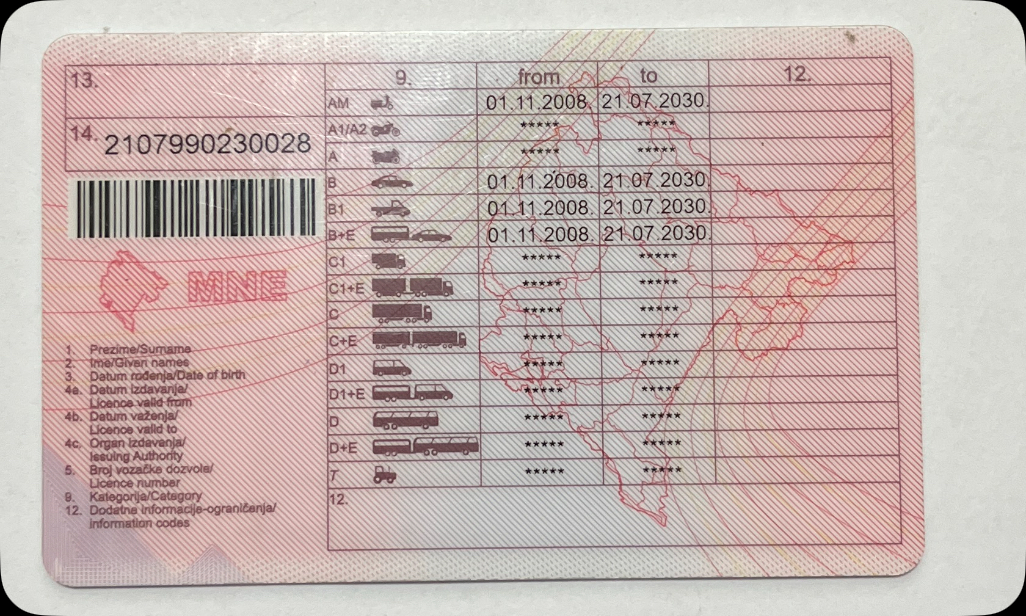 13.
14. 2107990230028
MNE
1. Prezime/Surname
2. Ime/Given names
3. Datum rođenja/Date of birth
4a. Datum izdavanja/
Licence valid from
4b. Datum važenja/
Licence valid to
4c. Organ izdavanja/
Issuing Authority
5. Broj vozačke dozvole/
Licence number
9. Kategorija/Category
12. Dodatne informacije-ograničenja/
information codes
9. from to 12.
AM 01.11.2008. 21.07.2030.
A1/A2 ***** *****
A ***** *****
B 01.11.2008. 21.07.2030.
B1 01.11.2008. 21.07.2030.
B+E 01.11.2008. 21.07.2030.
C1 ***** *****
C1+E ***** *****
C ***** *****
C+E ***** *****
D1 ***** *****
D1+E ***** *****
D ***** *****
D+E ***** *****
T ***** *****
12.